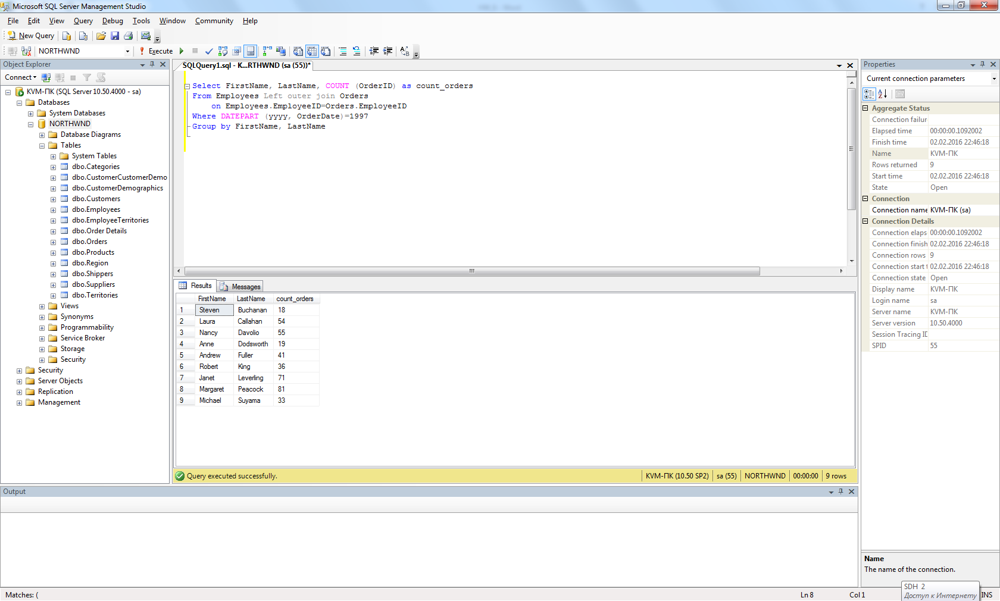 Microsoft SQL Server Management Studio
File Edit View Query Debug Tools Window Community Help
New Query
NORTHWND Execute
Object Explorer
Connect
KVM-ПК (SQL Server 10.50.4000 - sa)
Databases
System Databases
NORTHWND
Database Diagrams
Tables
System Tables
dbo.Categories
dbo.CustomerCustomerDemo
dbo.CustomerDemographics
dbo.Customers
dbo.Employees
dbo.EmployeeTerritories
dbo.Order Details
dbo.Orders
dbo.Products
dbo.Region
dbo.Shippers
dbo.Suppliers
dbo.Territories
Views
Synonyms
Programmability
Service Broker
Storage
Security
Security
Server Objects
Replication
Management
SQLQuery1.sql - K...RTHWND (sa (55))*
Select FirstName, LastName, COUNT (OrderID) as count_orders
From Employees Left outer join Orders
on Employees.EmployeeID=Orders.EmployeeID
Where DATEPART (yyyy, OrderDate)=1997
Group by FirstName, LastName
Results Messages
FirstName LastName count_orders
1 Steven Buchanan 18
2 Laura Callahan 54
3 Nancy Davolio 55
4 Anne Dodsworth 19
5 Andrew Fuller 41
6 Robert King 36
7 Janet Leverling 71
8 Margaret Peacock 81
9 Michael Suyama 33
Query executed successfully. KVM-ПК (10.50 SP2) sa (55) NORTHWND 00:00:00 9 rows
Output
Properties
Current connection parameters
Aggregate Status
Connection failur
Elapsed time 00:00:00.1092002
Finish time 02.02.2016 22:46:18
Name KVM-ПК
Rows returned 9
Start time 02.02.2016 22:46:18
State Open
Connection
Connection name KVM-ПК (sa)
Connection Details
Connection elaps 00:00:00.1092002
Connection finish 02.02.2016 22:46:18
Connection rows 9
Connection start t 02.02.2016 22:46:18
Connection state Open
Display name KVM-ПК
Login name sa
Server name KVM-ПК
Server version 10.50.4000
Session Tracing ID
SPID 55
Name
The name of the connection.
Matches: ( Ln 8 Col 1 INS
SDH 2
Доступ к Интернету